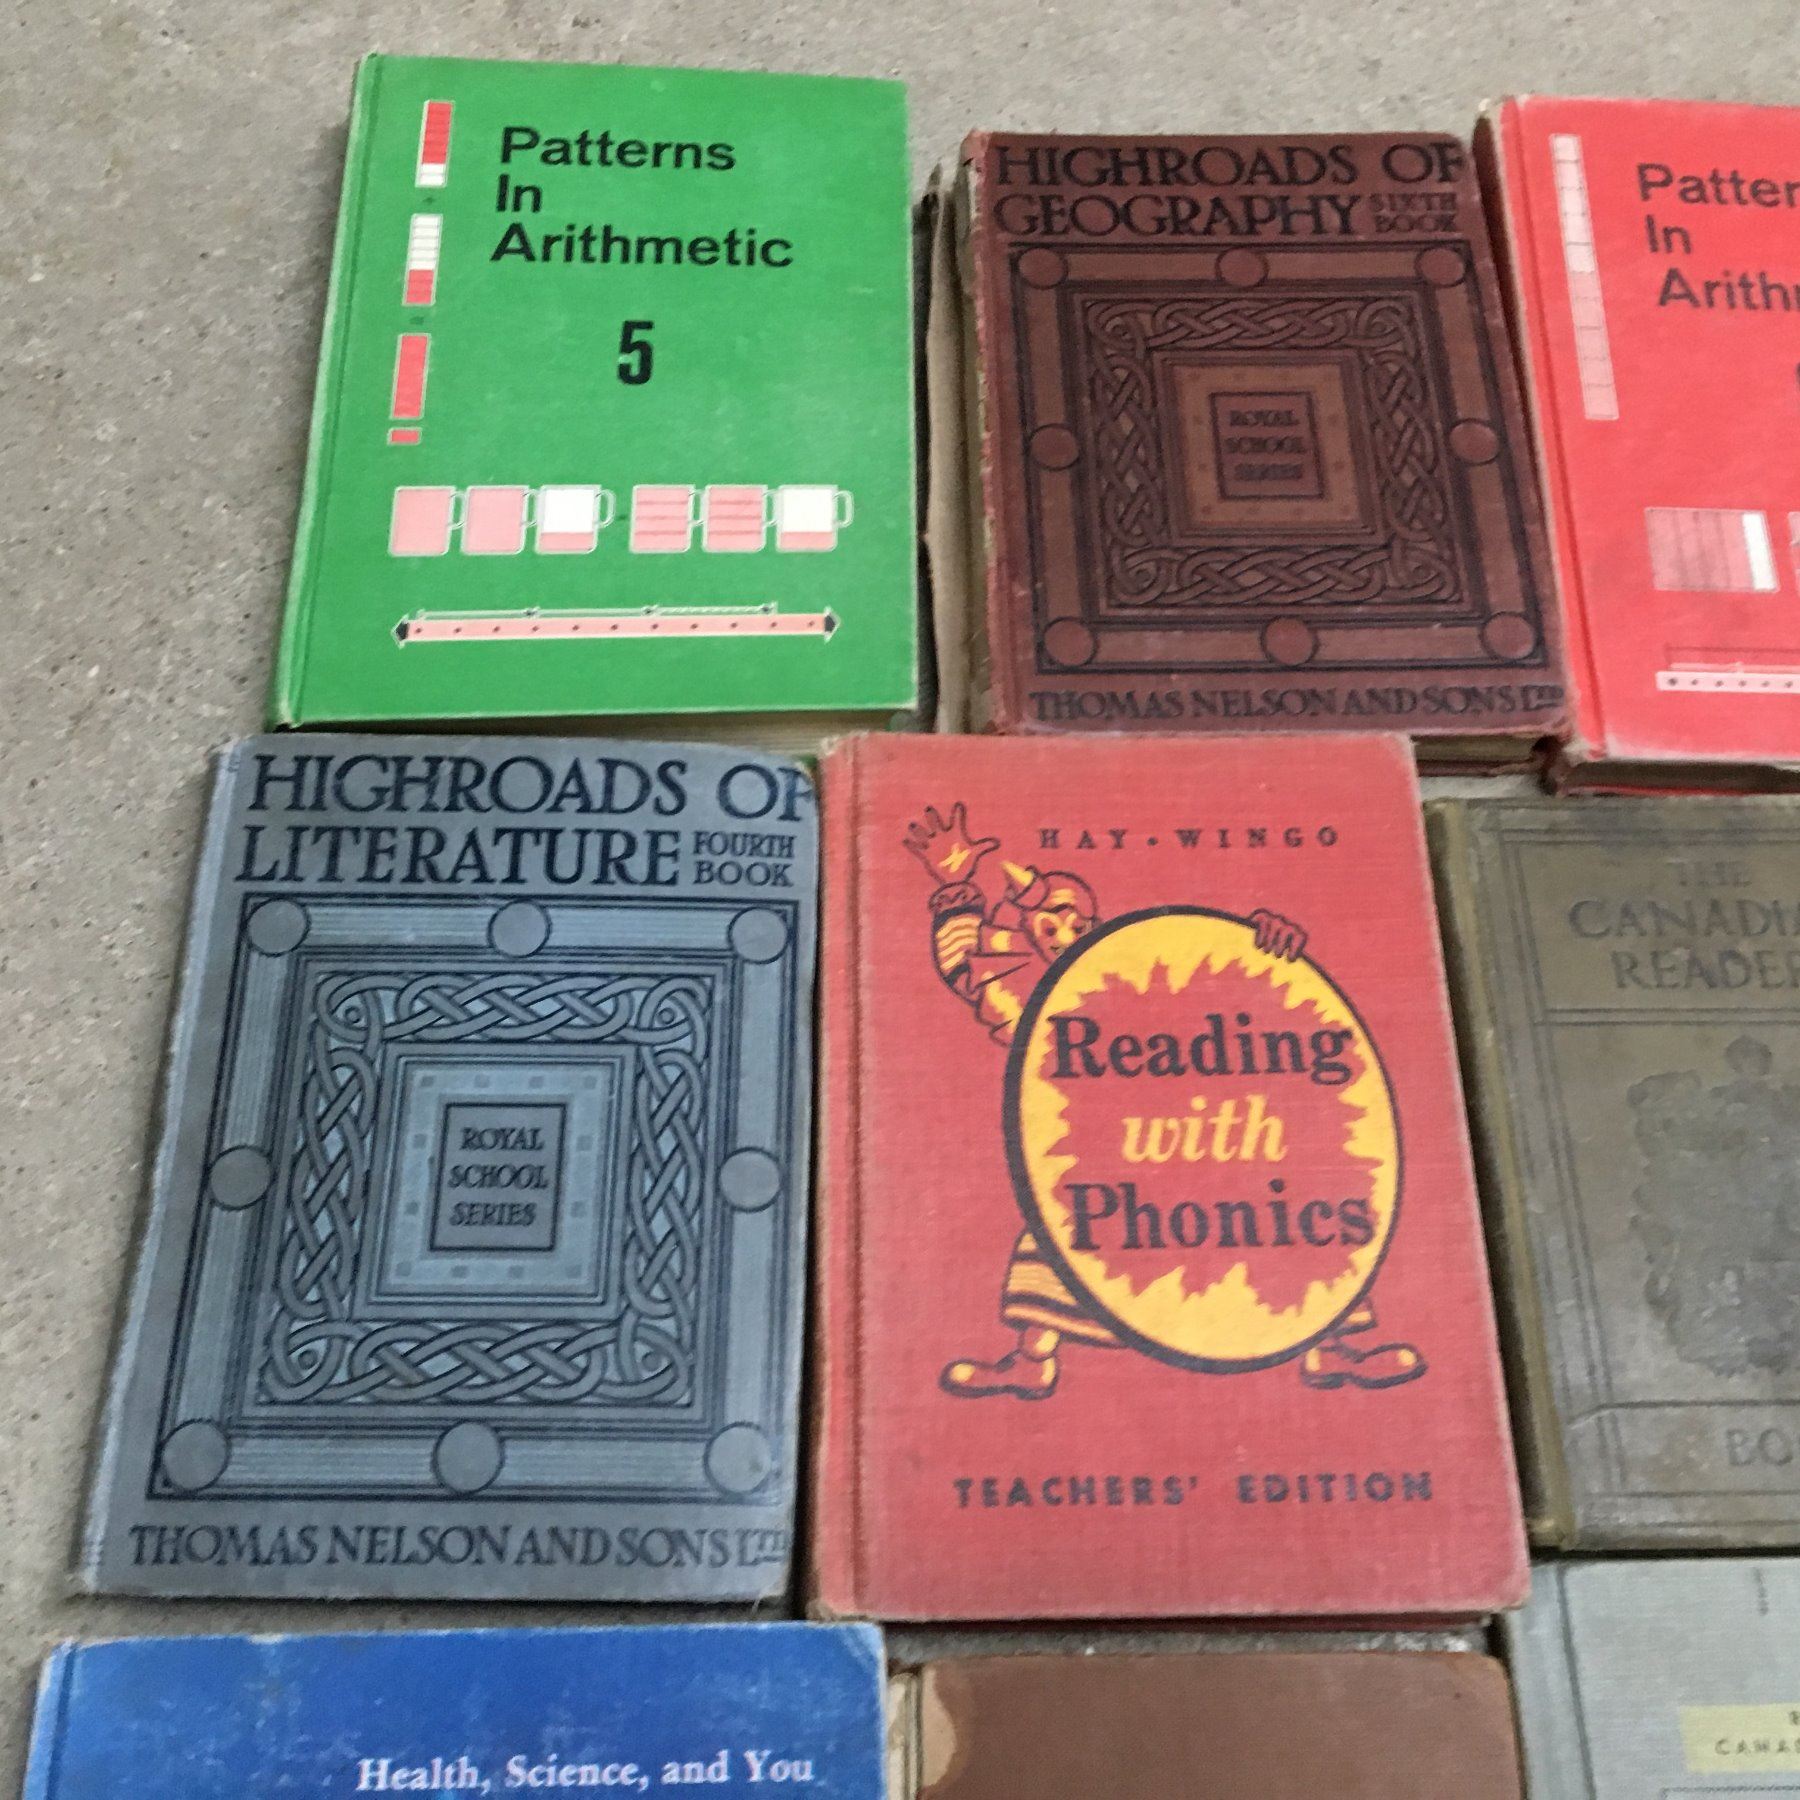 Patterns
In
Arithmetic
5
HIGHROADS OF
GEOGRAPHY SIXTH
BOOK
ROYAL
SCHOOL
SERIES
THOMAS NELSON AND SONS LTD
In
HIGHROADS OF
LITERATURE FOURTH
BOOK
ROYAL
SCHOOL
SERIES
THOMAS NELSON AND SONS LTD
HAY • WINGO
Reading
with
Phonics
TEACHERS' EDITION
THE
Health, Science, and You